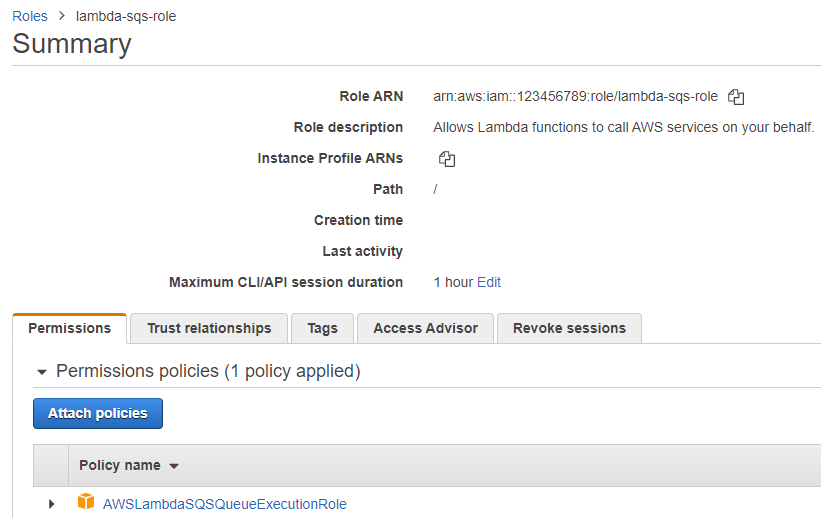 Roles > lambda-sqs-role
Summary
Role ARN arn:aws:iam::123456789:role/lambda-sqs-role
Role description Allows Lambda functions to call AWS services on your behalf.
Instance Profile ARNs
Path /
Creation time
Last activity
Maximum CLI/API session duration 1 hour Edit
Permissions Trust relationships Tags Access Advisor Revoke sessions
Permissions policies (1 policy applied)
Attach policies
Policy name
AWSLambdaSQSQueueExecutionRole